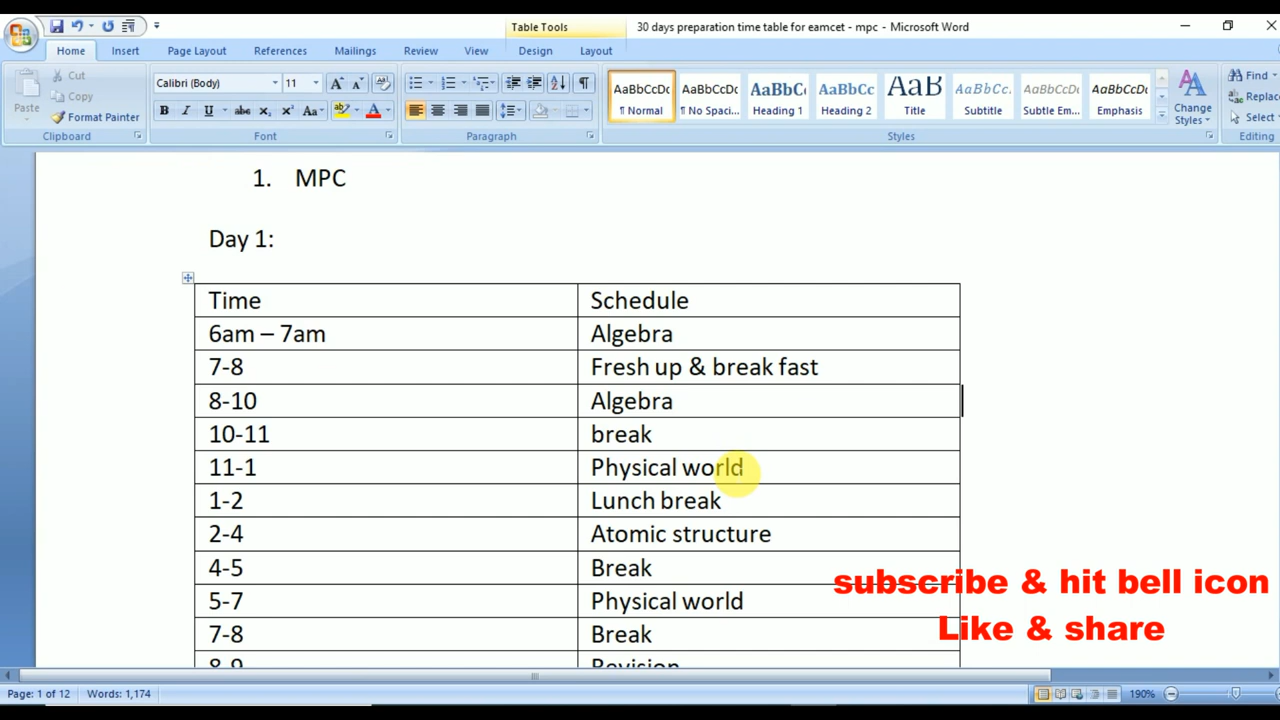 Table Tools
30 days preparation time table for eamcet - mpc - Microsoft Word
Home Insert Page Layout References Mailings Review View Design Layout
Cut
Copy
Paste
Format Painter
Calibri (Body) 11
AaBbCcDc AaBbCcDc AaBbC AaBbCc AaB AaBbCc. AaBbCcDc AaBbCcDc
¶ Normal ¶ No Spaci... Heading 1 Heading 2 Title Subtitle Subtle Em... Emphasis
Change
Styles
Find
Replace
Select
Clipboard Font Paragraph Styles Editing
1. MPC
Day 1:
Time Schedule
6am – 7am Algebra
7-8 Fresh up & break fast
8-10 Algebra
10-11 break
11-1 Physical world
1-2 Lunch break
2-4 Atomic structure
4-5 Break
5-7 Physical world
7-8 Break
8-9 Revision
subscribe & hit bell icon
Like & share
Page: 1 of 12 Words: 1,174 190%